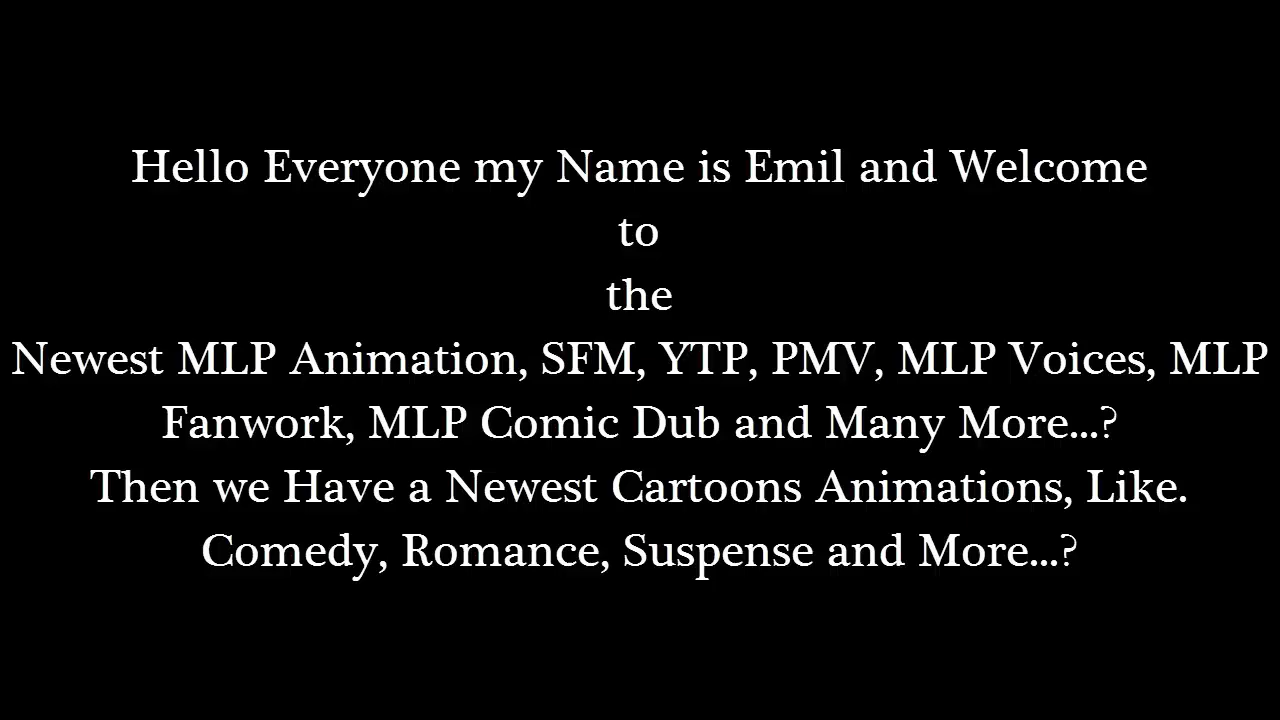 Hello Everyone my Name is Emil and Welcome
to
the
Newest MLP Animation, SFM, YTP, PMV, MLP Voices, MLP
Fanwork, MLP Comic Dub and Many More...?
Then we Have a Newest Cartoons Animations, Like.
Comedy, Romance, Suspense and More...?